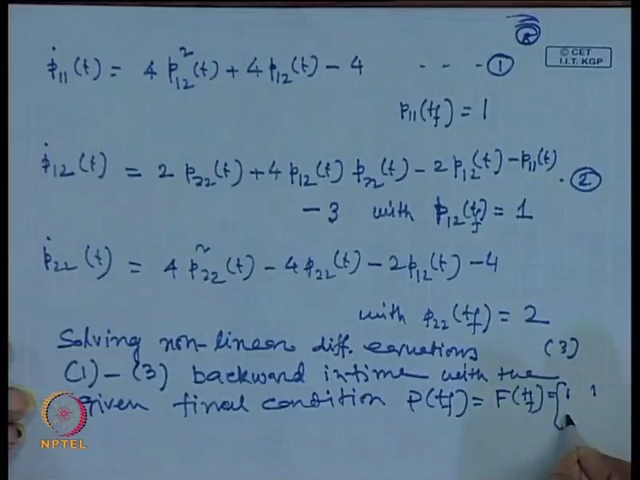 R
© CET
I.I.T. KGP
ṗ₁₁(t) = 4 p₁₂²(t) + 4 p₁₂(t) - 4 - - - ①
p₁₁(tf) = 1
ṗ₁₂(t) = 2 p₂₂(t) + 4 p₁₂(t) p₂₂(t) - 2 p₁₂(t) - p₁₁(t) . ②
- 3 with p₁₂(tf) = 1
ṗ₂₂(t) = 4 p₂₂²(t) - 4 p₂₂(t) - 2 p₁₂(t) - 4
with p₂₂(tf) = 2
Solving non-linear diff. equations (3)
(1) - (3) backward in time with the
given final condition P(tf) = F(tf) = [1 1
NPTEL